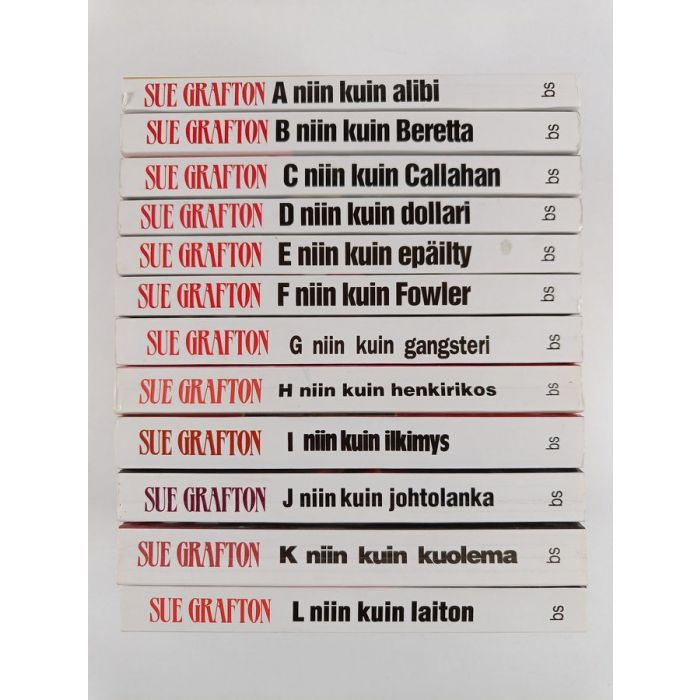 SUE GRAFTON A niin kuin alibi bs
SUE GRAFTON B niin kuin Beretta bs
SUE GRAFTON C niin kuin Callahan bs
SUE GRAFTON D niin kuin dollari bs
SUE GRAFTON E niin kuin epäilty bs
SUE GRAFTON F niin kuin Fowler bs
SUE GRAFTON G niin kuin gangsteri bs
SUE GRAFTON H niin kuin henkirikos bs
SUE GRAFTON I niin kuin ilkimys bs
SUE GRAFTON J niin kuin johtolanka bs
SUE GRAFTON K niin kuin kuolema bs
SUE GRAFTON L niin kuin laiton bs